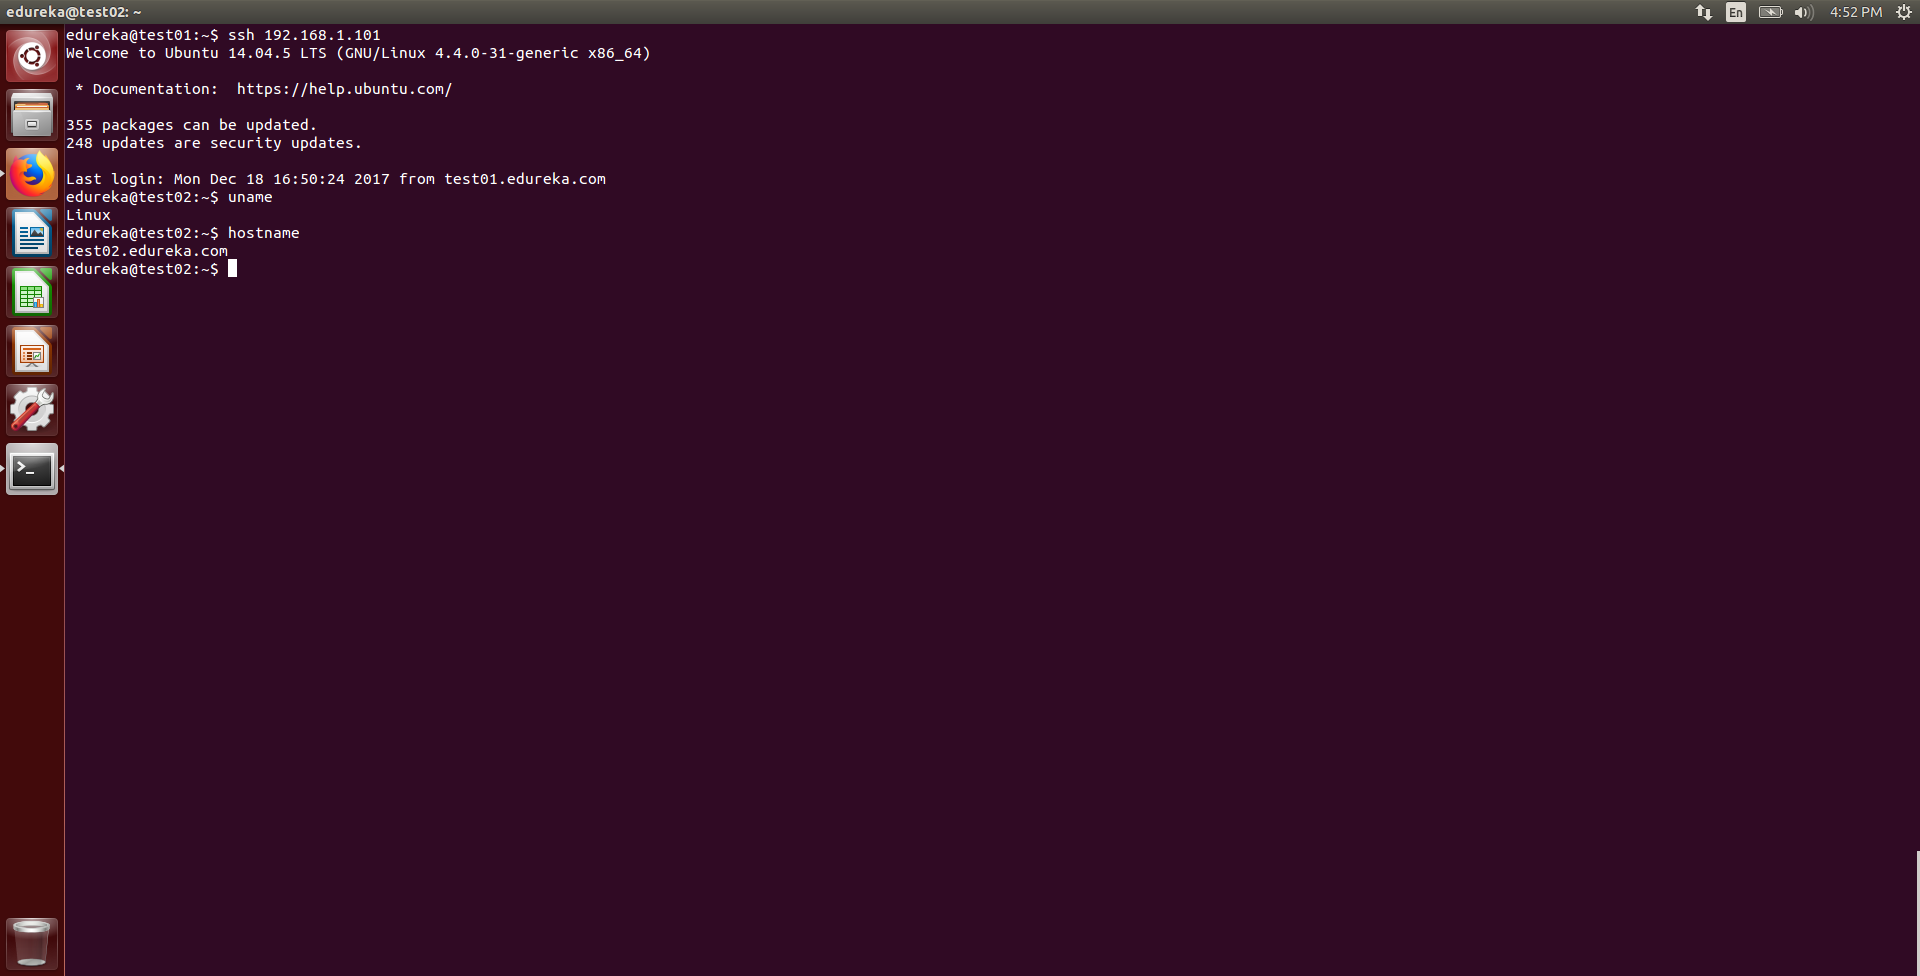 edureka@test02: ~
En
4:52 PM
edureka@test01:~$ ssh 192.168.1.101
Welcome to Ubuntu 14.04.5 LTS (GNU/Linux 4.4.0-31-generic x86_64)
* Documentation:  https://help.ubuntu.com/
355 packages can be updated.
248 updates are security updates.
Last login: Mon Dec 18 16:50:24 2017 from test01.edureka.com
edureka@test02:~$ uname
Linux
edureka@test02:~$ hostname
test02.edureka.com
edureka@test02:~$